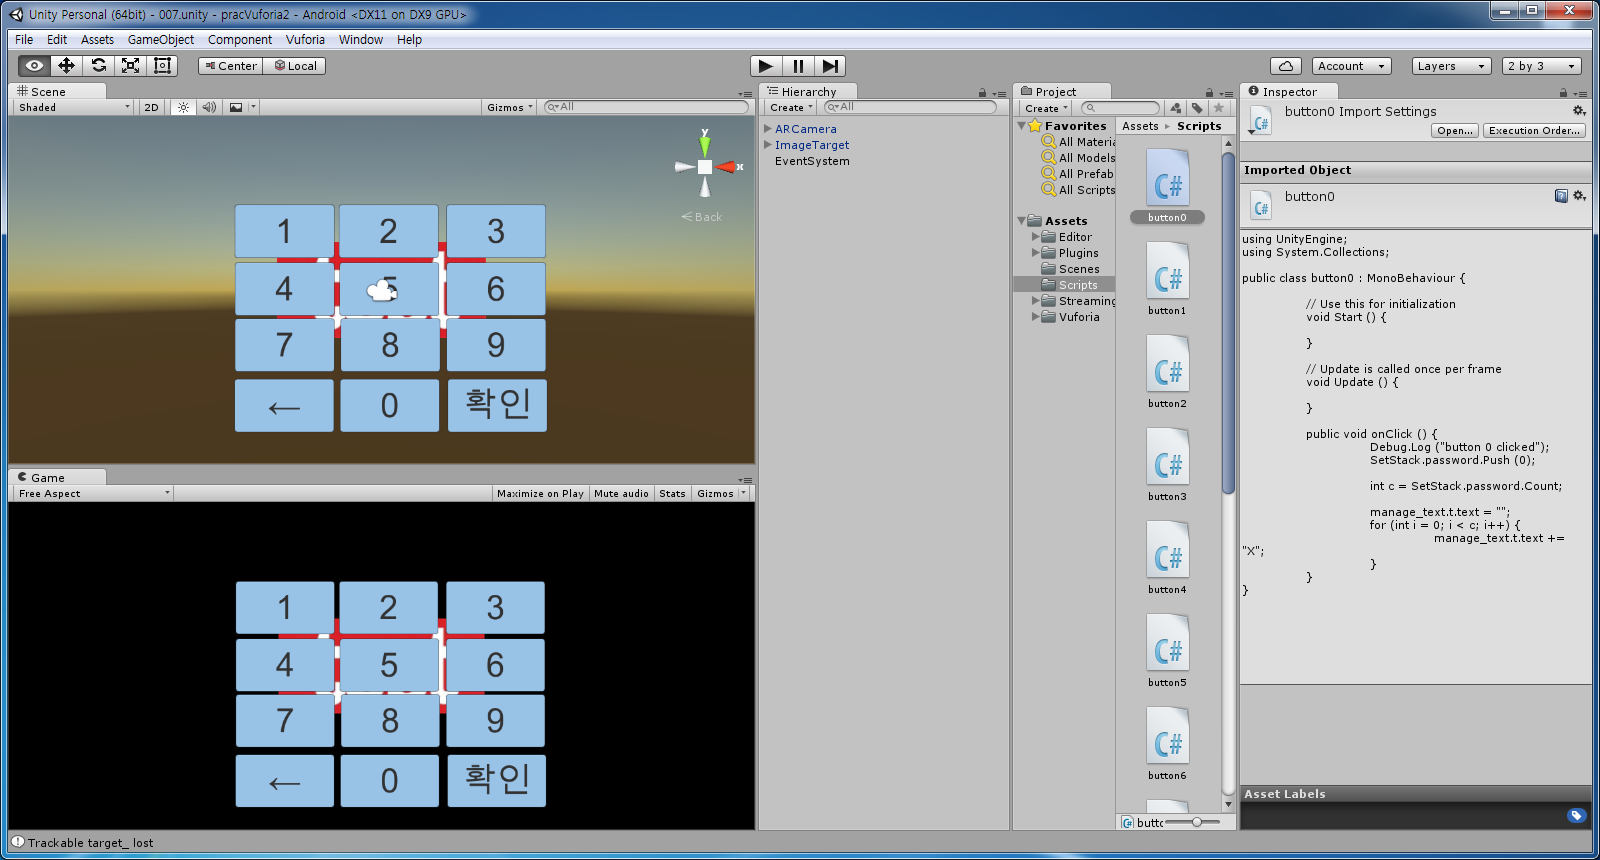 Unity Personal (64bit) - 007.unity - pracVuforia2 - Android <DX11 on DX9 GPU>
File Edit Assets GameObject Component Vuforia Window Help
Center Local
Account Layers 2 by 3
Scene
Shaded 2D Gizmos All
y
x
Back
1 2 3
4 5 6
7 8 9
← 0 확인
Game
Free Aspect Maximize on Play Mute audio Stats Gizmos
1 2 3
4 5 6
7 8 9
← 0 확인
Trackable target_ lost
Hierarchy
Create All
ARCamera
ImageTarget
EventSystem
Project
Create
Favorites
All Materia
All Models
All Prefab
All Scripts
Assets
Editor
Plugins
Scenes
Scripts
Streaming
Vuforia
Assets Scripts
C#
button0
C#
button1
C#
button2
C#
button3
C#
button4
C#
button5
C#
button6
C# butto
Inspector
C# button0 Import Settings
Open... Execution Order...
Imported Object
C# button0
using UnityEngine;
using System.Collections;
public class button0 : MonoBehaviour {
// Use this for initialization
void Start () {
}
// Update is called once per frame
void Update () {
}
public void onClick () {
Debug.Log ("button 0 clicked");
SetStack.password.Push (0);
int c = SetStack.password.Count;
manage_text.t.text = "";
for (int i = 0; i < c; i++) {
manage_text.t.text +=
"X";
}
}
}
Asset Labels